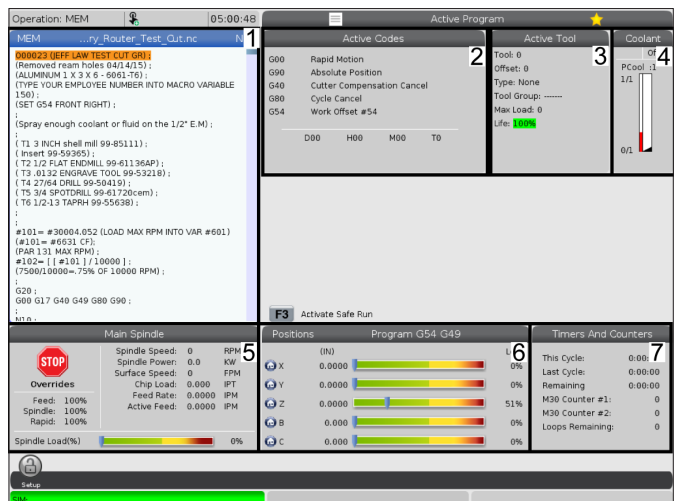 Operation: MEM
05:00:48
Active Program
MEM ...ry_Router_Test_Cut.nc N
1
O00023 (JEFF LAW TEST CUT GR) ;
(Removed ream holes 04/14/15) ;
(ALUMINUM 1 X 3 X 6 - 6061-T6) ;
(TYPE YOUR EMPLOYEE NUMBER INTO MACRO VARIABLE
150) ;
(SET G54 FRONT RIGHT) ;
;
(Spray enough coolant or fluid on the 1/2" E.M) ;
;
( T1 3 INCH shell mill 99-85111) ;
( Insert 99-59365) ;
( T2 1/2 FLAT ENDMILL 99-61136AP) ;
( T3 .0132 ENGRAVE TOOL 99-53218) ;
( T4 27/64 DRILL 99-50419) ;
( T5 3/4 SPOTDRILL 99-61720cem) ;
( T6 1/2-13 TAPRH 99-55638) ;
;
;
#101= #30004.052 (LOAD MAX RPM INTO VAR #601)
(#101= #6631 CF):
(PAR 131 MAX RPM) ;
#102= [ [ #101 ] / 10000 ] ;
(7500/10000=.75% OF 10000 RPM) ;
;
G20 ;
G00 G17 G40 G49 G80 G90 ;
;
N10 ;
Active Codes
2
G00 Rapid Motion
G90 Absolute Position
G40 Cutter Compensation Cancel
G80 Cycle Cancel
G54 Work Offset #54
D00 H00 M00 T0
Active Tool
3
Tool: 0
Offset: 0
Type: None
Tool Group: ------
Max Load: 0
Life: 100%
Coolant
4
Of
PCool :1
1/1
0/1
F3 Activate Safe Run
Main Spindle
5
STOP
Overrides
Feed: 100%
Spindle: 100%
Rapid: 100%
Spindle Speed: 0 RPM
Spindle Power: 0.0 KW
Surface Speed: 0 FPM
Chip Load: 0.000 IPT
Feed Rate: 0.0000 IPM
Active Feed: 0.0000 IPM
Spindle Load(%) 0%
Positions Program G54 G49
6
(IN) L
X 0.0000 0%
Y 0.0000 0%
Z 0.0000 51%
B 0.000 0%
C 0.000 0%
Timers And Counters
7
This Cycle: 0:00:
Last Cycle: 0:00:00
Remaining 0:00:00
M30 Counter #1: 0
M30 Counter #2: 0
Loops Remaining: 0
Setup
SIM: